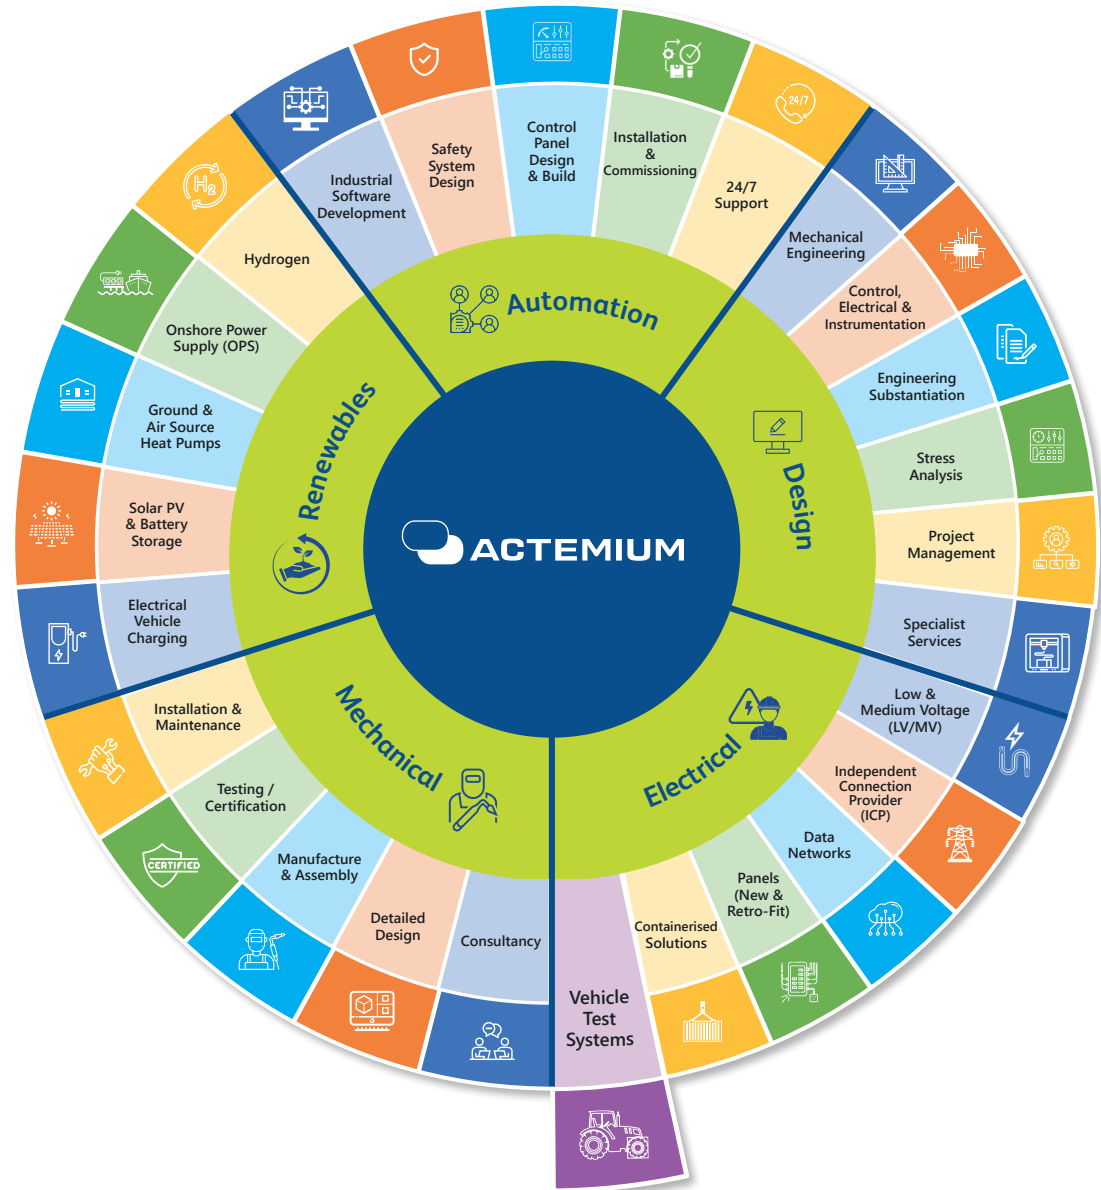 ACTEMIUM
Automation
Industrial
Software
Development
Safety
System
Design
Control
Panel
Design
& Build
Installation
&
Commissioning
24/7
Support
24/7
Design
Mechanical
Engineering
Control,
Electrical &
Instrumentation
Engineering
Substantiation
Stress
Analysis
Project
Management
Specialist
Services
Electrical
Low &
Medium Voltage
(LV/MV)
Independent
Connection
Provider
(ICP)
Data
Networks
Panels
(New &
Retro-Fit)
Containerised
Solutions
Vehicle
Test
Systems
Mechanical
Consultancy
Detailed
Design
Manufacture
& Assembly
Testing /
Certification
CERTIFIED
Installation &
Maintenance
Renewables
Electrical
Vehicle
Charging
Solar PV
& Battery
Storage
Ground &
Air Source
Heat Pumps
Onshore Power
Supply (OPS)
Hydrogen
H2